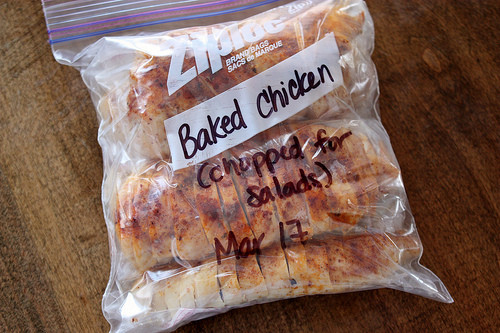 Ziploc
BRAND BAGS
SACS de MARQUE
Baked Chicken
(chopped for
salads)
Mar 17